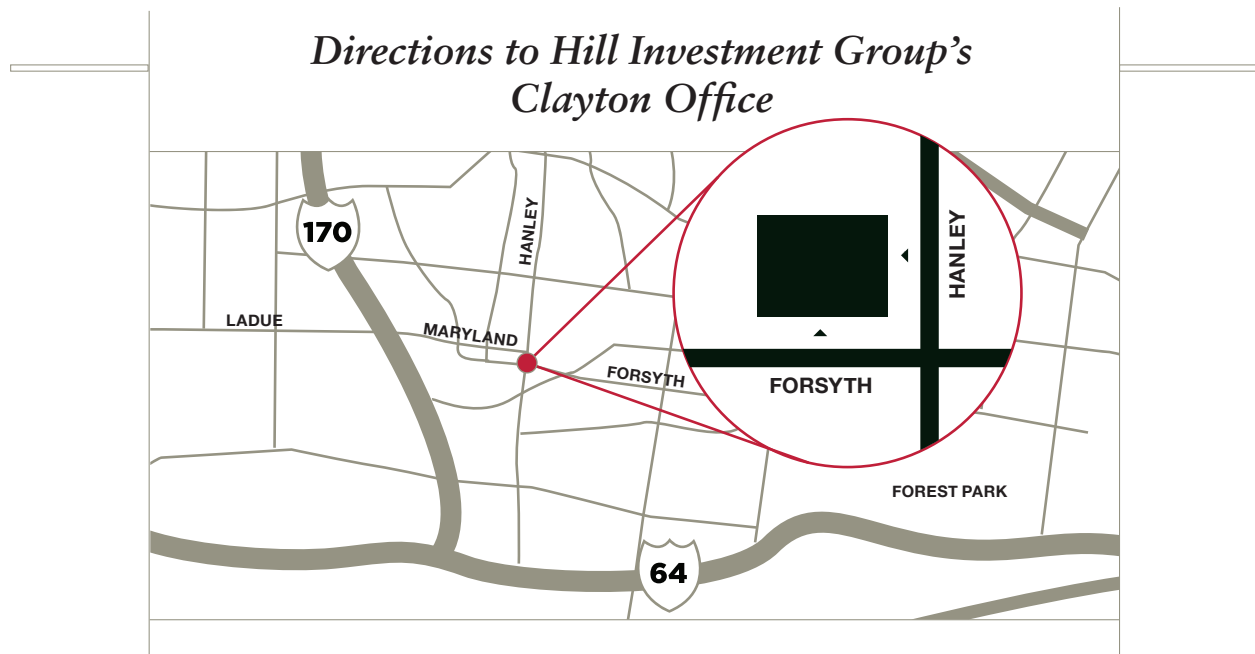 Directions to Hill Investment Group's
Clayton Office
170
HANLEY
HANLEY
LADUE
MARYLAND
FORSYTH
FORSYTH
FOREST PARK
64